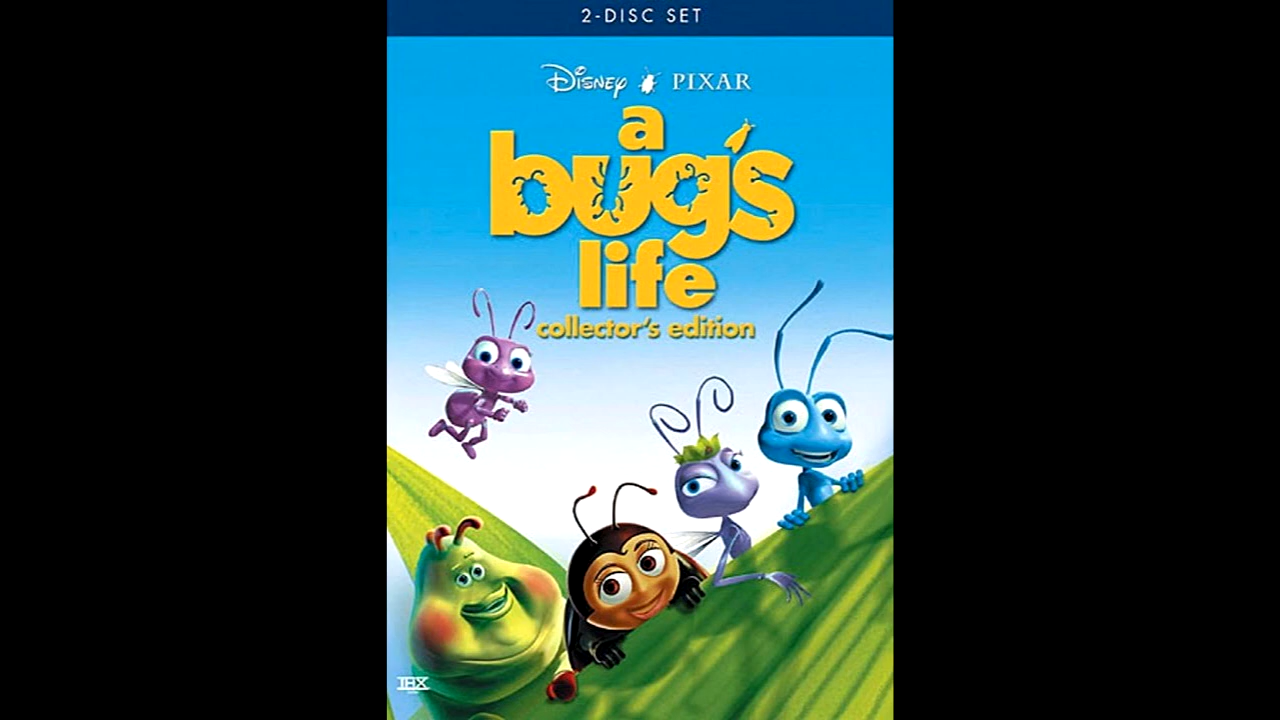 2-DISC SET
Disney PIXAR
a
bug's
life
collector's edition
THX